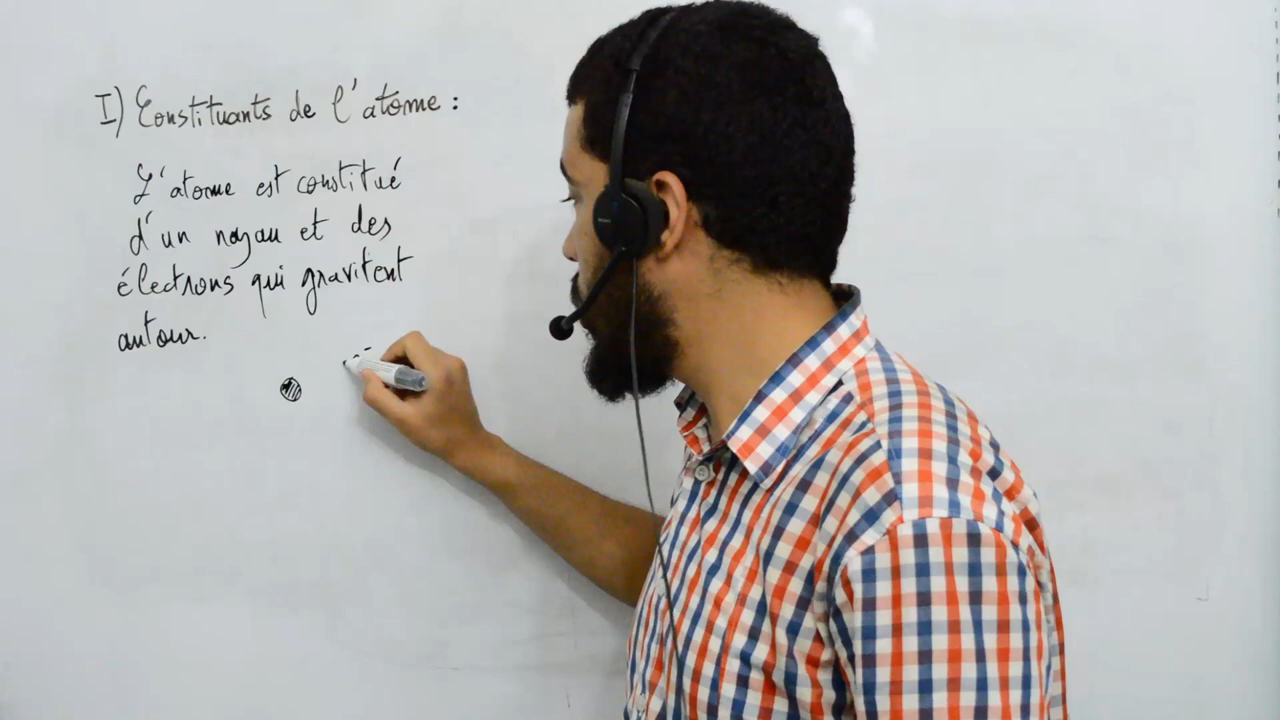 I) Constituants de l'atome :
L'atome est constitué
d'un noyau et des
électrons qui gravitent
autour.